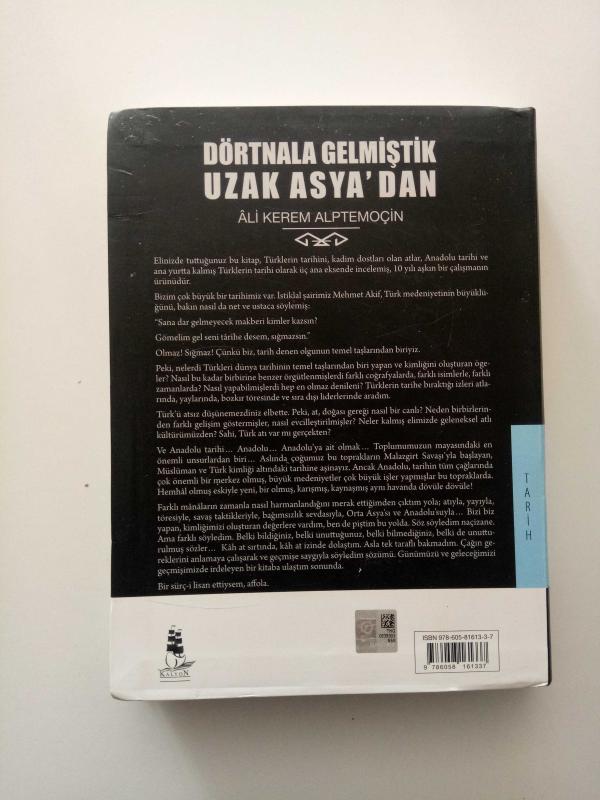 DÖRTNALA GELMİŞTİK
UZAK ASYA'DAN
ÂLİ KEREM ALPTEMOÇİN
Elinizde tuttuğunuz bu kitap, Türklerin tarihini, kadim dostları olan atlar, Anadolu tarihi ve
ana yurtta kalmış Türklerin tarihi olarak üç ana eksende incelemiş, 10 yılı aşkın bir çalışmanın
ürünüdür.
Bizim çok büyük bir tarihimiz var. İstiklal şairimiz Mehmet Akif, Türk medeniyetinin büyüklü-
ğünü, bakın nasıl da net ve ustaca söylemiş:
"Sana dar gelmeyecek makberi kimler kazsın?
Gömelim gel seni târihe desem, sığmazsın."
Olmaz! Sığmaz! Çünkü biz, tarih denen olgunun temel taşlarından biriyiz.
Peki, nelerdi Türkleri dünya tarihinin temel taşlarından biri yapan ve kimliğini oluşturan öge-
ler? Nasıl bu kadar birbirine benzer örgütlenmişlerdi farklı coğrafyalarda, farklı isimlerle, farklı
zamanlarda? Nasıl yapabilmişlerdi hep en olmaz denileni? Türklerin tarihe bıraktığı izleri atla-
rında, yaylarında, bozkır töresinde ve sıra dışı liderlerinde aradım.
Türk'ü atsız düşünemezdiniz elbette. Peki, at, doğası gereği nasıl bir canlı? Neden birbirlerin-
den farklı gelişim göstermişler, nasıl evcilleştirilmişler? Neler kalmış elimizde geleneksel atlı
kültürümüzden? Sahi, Türk atı var mı gerçekten?
Ve Anadolu tarihi… Anadolu… Anadolu'ya ait olmak… Toplumumuzun mayasındaki en
önemli unsurlardan biri… Aslında çoğumuz bu toprakların Malazgirt Savaşı'yla başlayan,
Müslüman ve Türk kimliği altındaki tarihine aşinayız. Ancak Anadolu, tarihin tüm çağlarında
çok önemli bir merkez olmuş, büyük medeniyetler çok büyük işler yapmışlar bu topraklarda.
Hemhâl olmuş eskiyle yeni, bir olmuş, karışmış, kaynaşmış aynı havanda dövüle dövüle!
Farklı mânâların zamanla nasıl harmanlandığını merak ettiğimden çıktım yola; atıyla, yayıyla,
töresiyle, savaş taktikleriyle, bağımsızlık sevdasıyla, Orta Asya'sı ve Anadolu'suyla… Bizi biz
yapan, kimliğimizi oluşturan değerlere vardım, ben de piştim bu yolda. Söz söyledim naçizane.
Ama farklı söyledim. Belki bildiğiniz, belki unuttuğunuz, belki bilmediğiniz, belki de unuttu-
rulmuş sözler… Kâh at sırtında, kâh at izinde dolaştım. Asla tek taraflı bakmadım. Çağın ge-
reklerini anlamaya çalışarak ve geçmişe saygıyla söyledim sözümü. Günümüzü ve geleceğimizi
geçmişimizde irdeleyen bir kitaba ulaştım sonunda.
Bir sürç-i lisan ettiysem, affola.
TARİH
KALYON
ISBN 978-605-81613-3-7
9 786058 161337